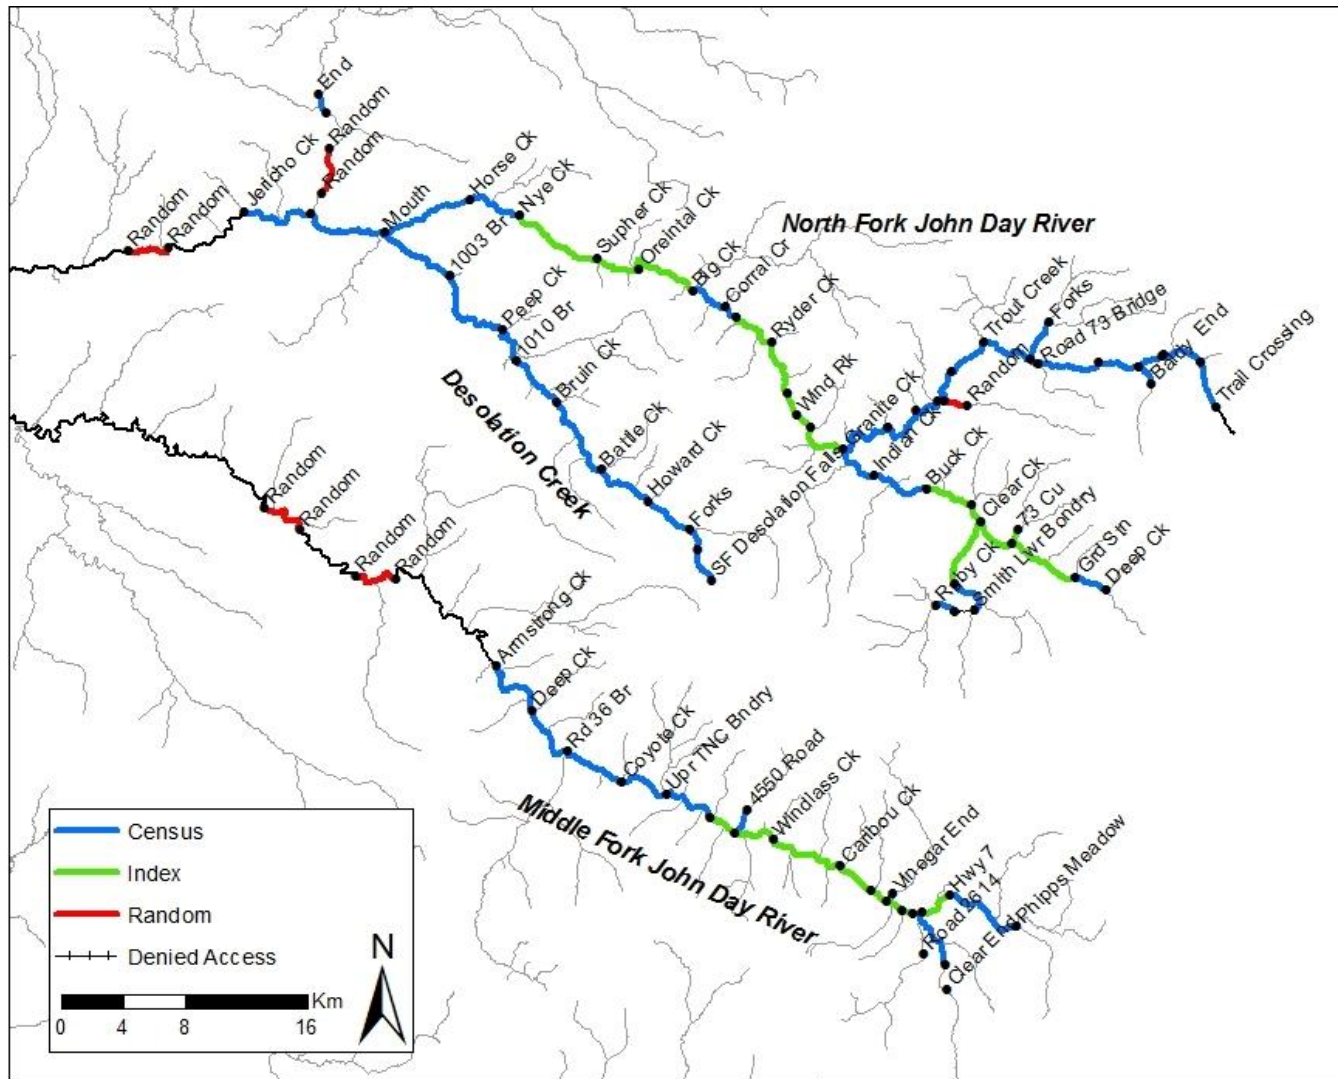 End
Random
Random
Jericho Ck
Random
Random
Mouth
Horse Ck
Nye Ck
1003 Br
Supher Ck
Oreintal Ck
North Fork John Day River
Big Ck
Corral Cr
Peep Ck
1010 Br
Ryder Ck
Trout Creek
Forks
Road 73 Bridge
Baldy End
Trail Crossing
Random
Bruin Ck
Wind Rk
Desolation Creek
Battle Ck
Granite Ck
Indian Ck
Howard Ck
Buck Ck
Forks
SF Desolation Falls
Clear Ck
73 Cu
Ruby Ck
Smith Lwr Bondry
Grd Stn
Deep Ck
Random
Random
Random
Random
Armstrong Ck
Deep Ck
Rd 36 Br
Coyote Ck
Upr TNC Bndry
4550 Road
Windlass Ck
Middle Fork John Day River
Caribou Ck
Vinegar End
Hwy 7
Phipps Meadow
Clear End
Census
Index
Random
Denied Access
N
Km
0 4 8 16